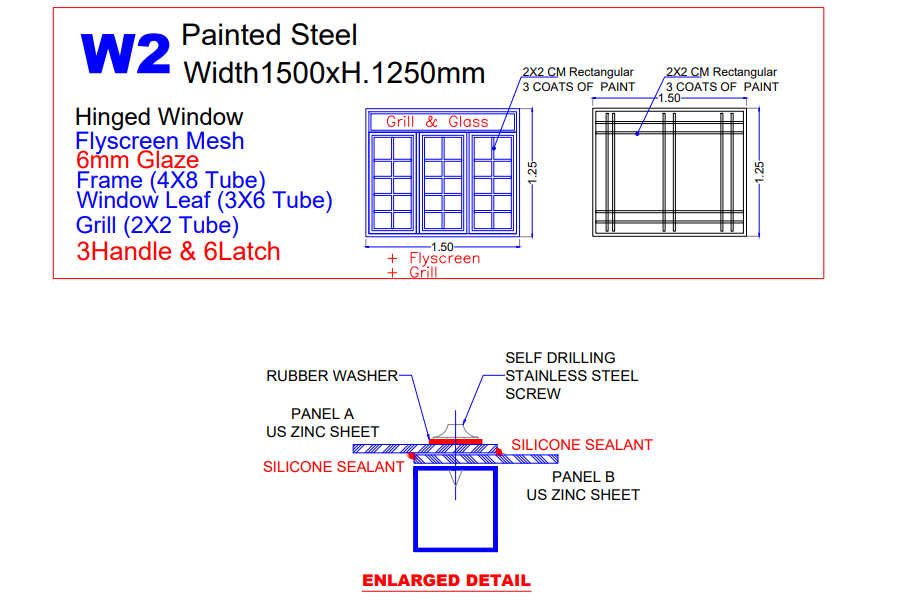 W2 Painted Steel
Width1500xH.1250mm
Hinged Window
Flyscreen Mesh
6mm Glaze
Frame (4X8 Tube)
Window Leaf (3X6 Tube)
Grill (2X2 Tube)
3Handle & 6Latch
2X2 CM Rectangular
3 COATS OF PAINT
Grill & Glass
1.25
1.50
+ Flyscreen
+ Grill
2X2 CM Rectangular
3 COATS OF PAINT
1.50
1.25
SELF DRILLING
STAINLESS STEEL
SCREW
RUBBER WASHER
PANEL A
US ZINC SHEET
SILICONE SEALANT
SILICONE SEALANT
PANEL B
US ZINC SHEET
ENLARGED DETAIL